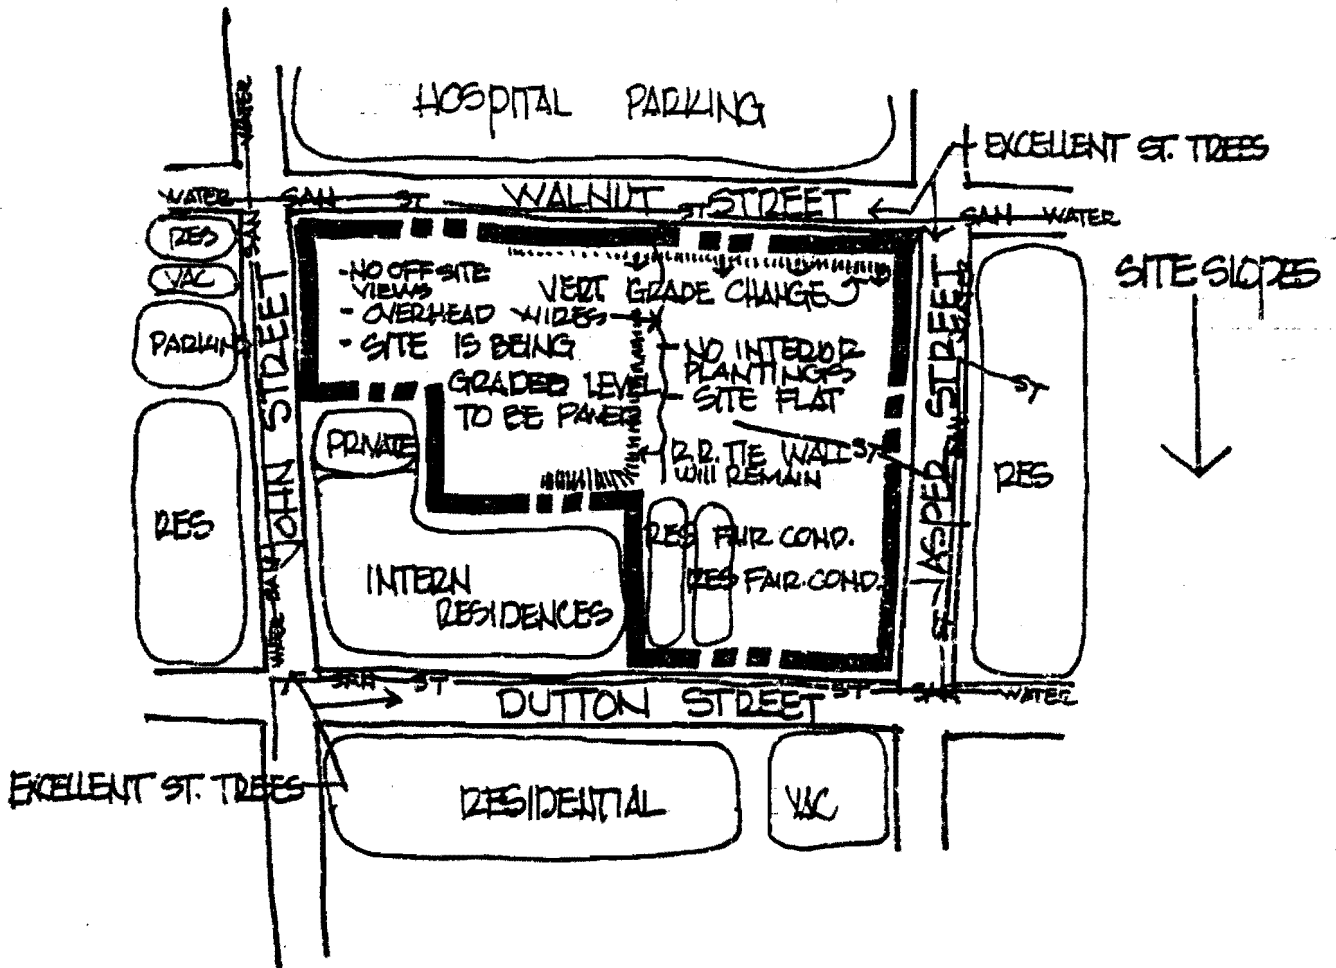 HOSPITAL PARKING
WATER
EXCELLENT ST. TREES
WATER SAN ST WALNUT ST STREET SAN WATER
RES
SAN
VAC
PARKING
JOHN STREET
-NO OFF SITE
VIEWS
- OVERHEAD WIRES
- SITE IS BEING
GRADED LEVEL
TO BE PAVED
VERT GRADE CHANGE
- NO INTERIOR
PLANTINGS
- SITE FLAT
R.R. TIE WALL
WILL REMAIN
ST
SITE SLOPES
JASPER STREET
ST
PRIVATE
RES
RES
INTERN
RESIDENCES
RES FAIR COND.
RES FAIR COND.
WATER SAN
ST
SAN ST ST SAN WATER
DUTTON STREET
EXCELLENT ST. TREES
RESIDENTIAL
VAC